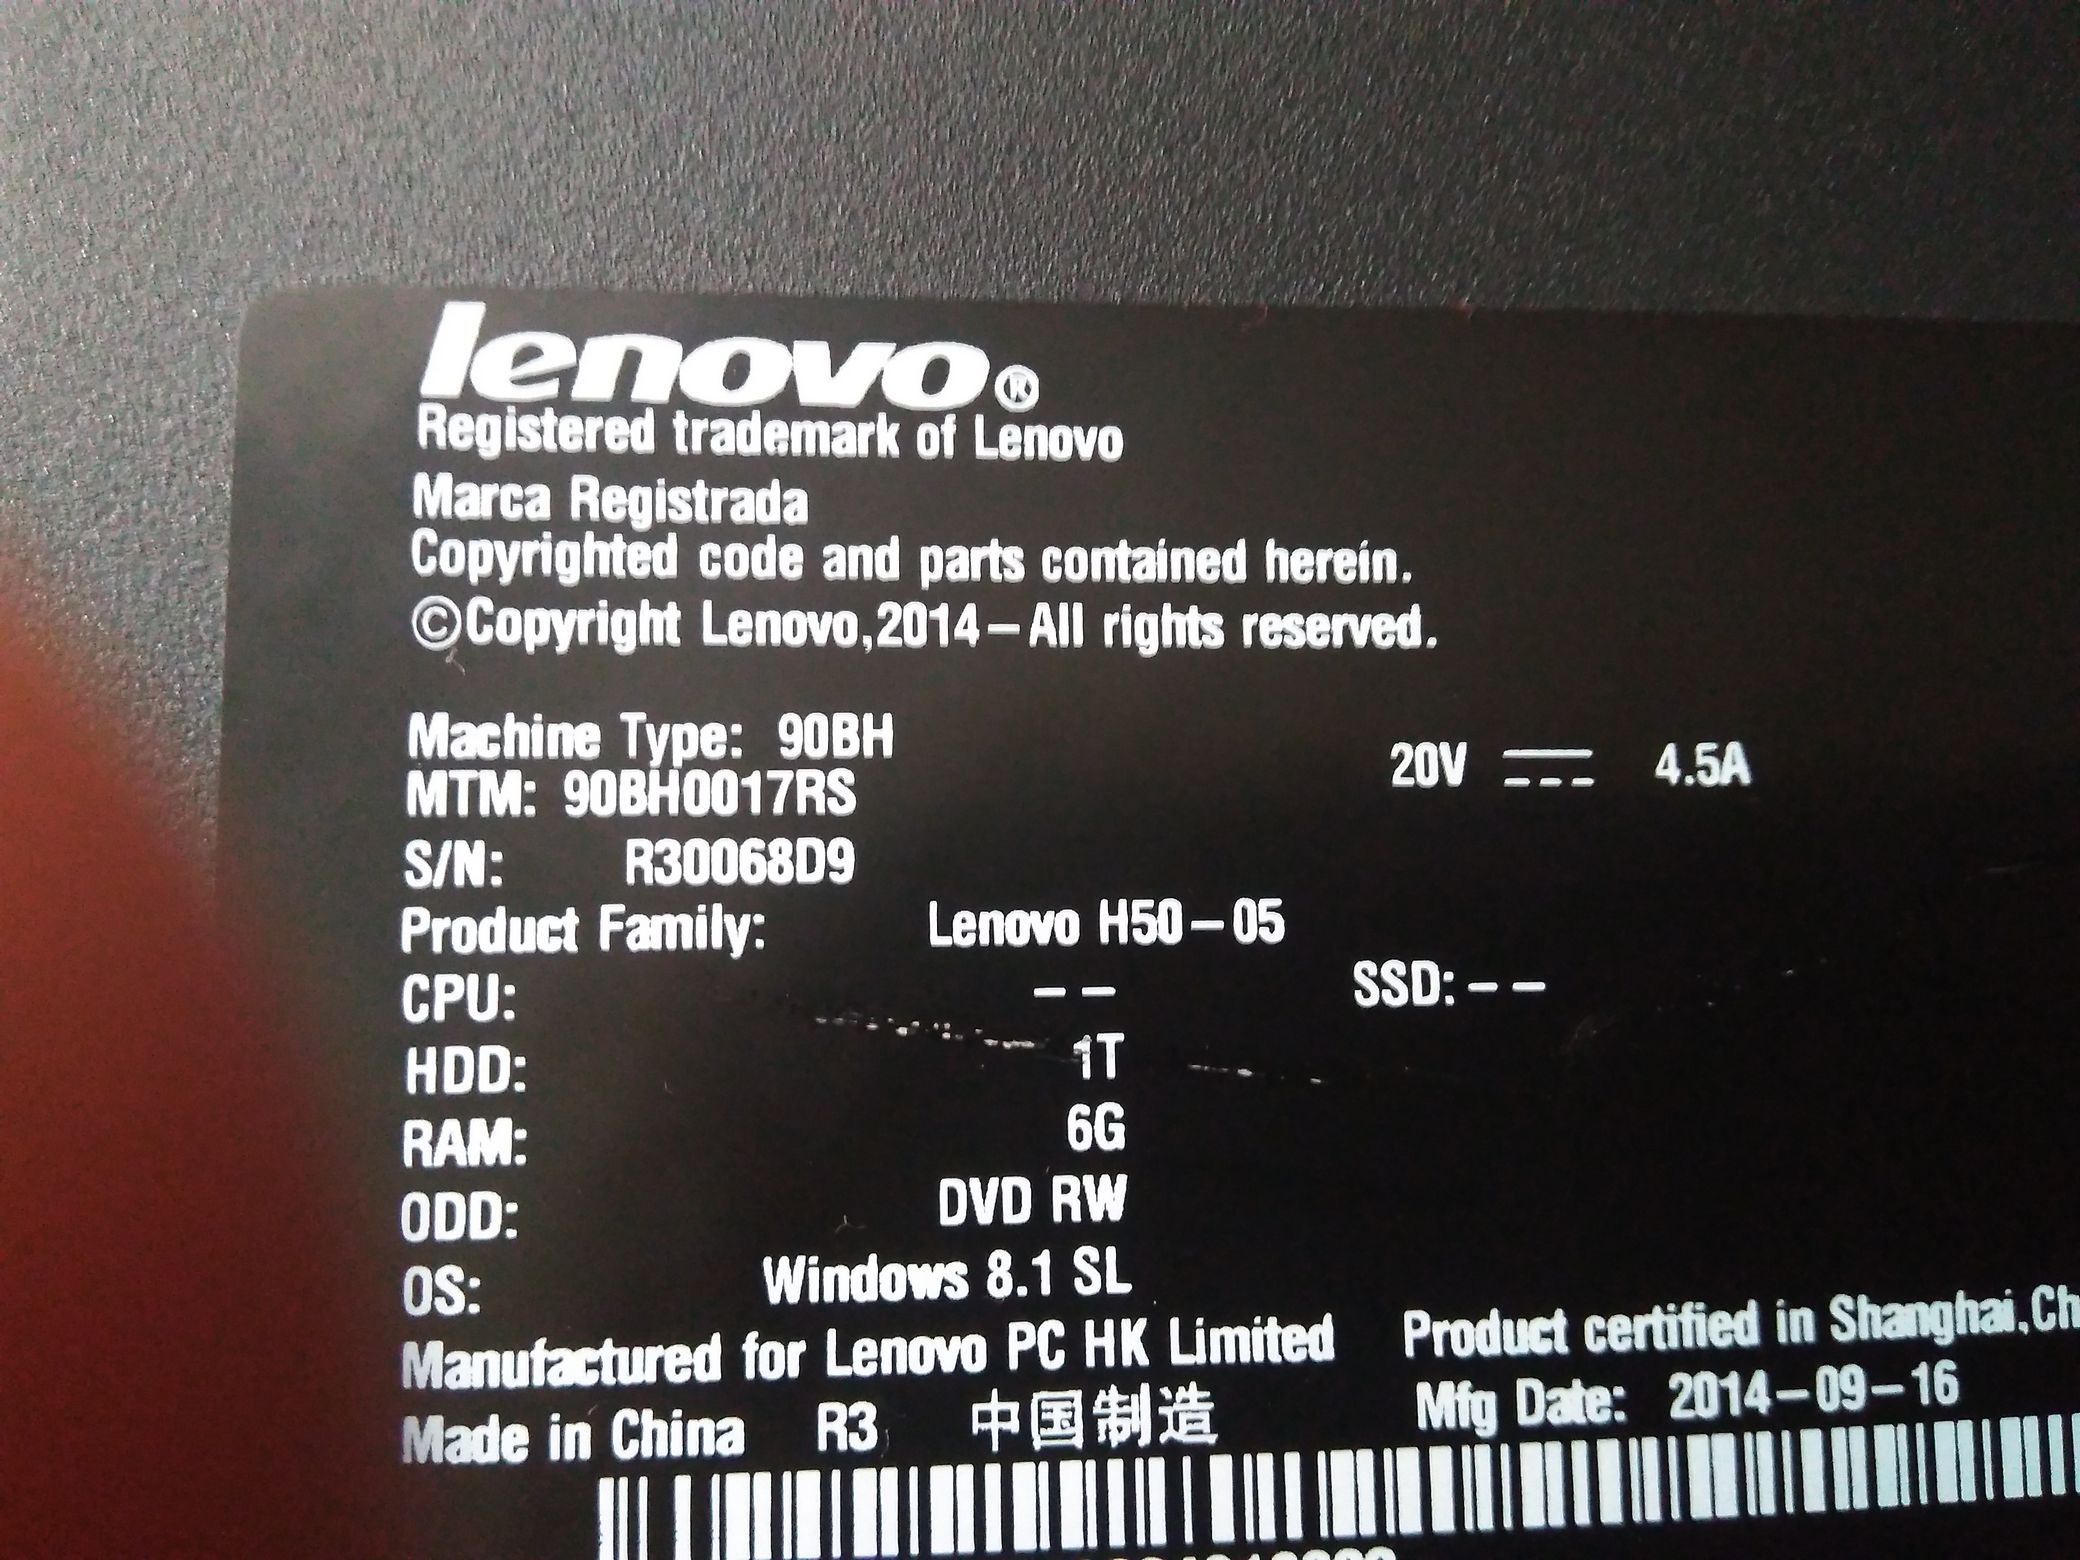 lenovo®
Registered trademark of Lenovo
Marca Registrada
Copyrighted code and parts contained herein.
©Copyright Lenovo,2014–All rights reserved.
Machine Type: 90BH
20V 4.5A
MTM: 90BH0017RS
S/N: R30068D9
Product Family: Lenovo H50–05
CPU: –– SSD:––
HDD: 1T
RAM: 6G
ODD: DVD RW
OS: Windows 8.1 SL
Manufactured for Lenovo PC HK Limited Product certified in Shanghai,Ch
Made in China R3 中国制造 Mfg Date: 2014–09–16